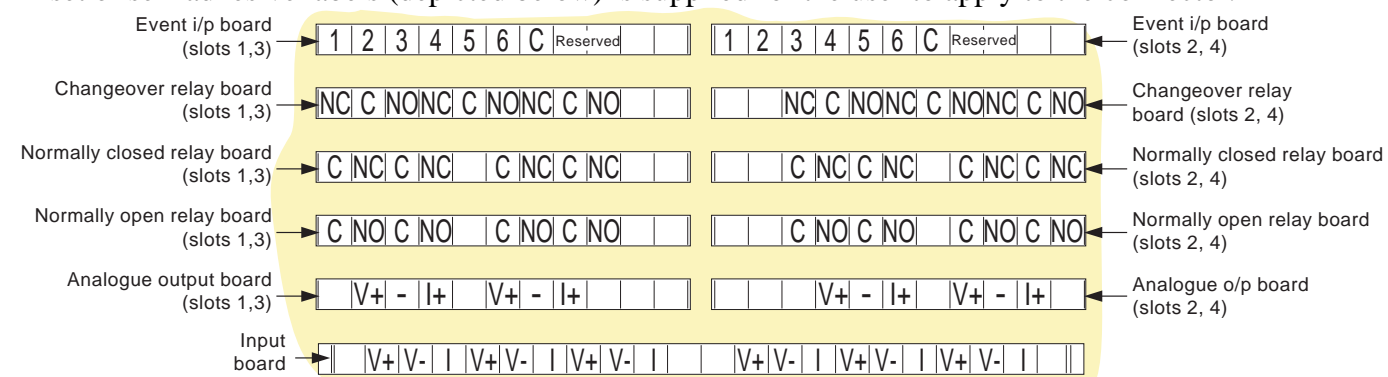 Event i/p board
(slots 1,3)
1 2 3 4 5 6 C Reserved
1 2 3 4 5 6 C Reserved
Event i/p board
(slots 2, 4)
Changeover relay board
(slots 1,3)
NC C NO NC C NO NC C NO
NC C NO NC C NO NC C NO
Changeover relay
board (slots 2, 4)
Normally closed relay board
(slots 1,3)
C NC C NC C NC C NC
C NC C NC C NC C NC
Normally closed relay board
(slots 2, 4)
Normally open relay board
(slots 1,3)
C NO C NO C NO C NO
C NO C NO C NO C NO
Normally open relay board
(slots 2, 4)
Analogue output board
(slots 1,3)
V+ - I+ V+ - I+
V+ - I+ V+ - I+
Analogue o/p board
(slots 2, 4)
Input
board
V+ V- I V+ V- I V+ V- I V+ V- I V+ V- I V+ V- I